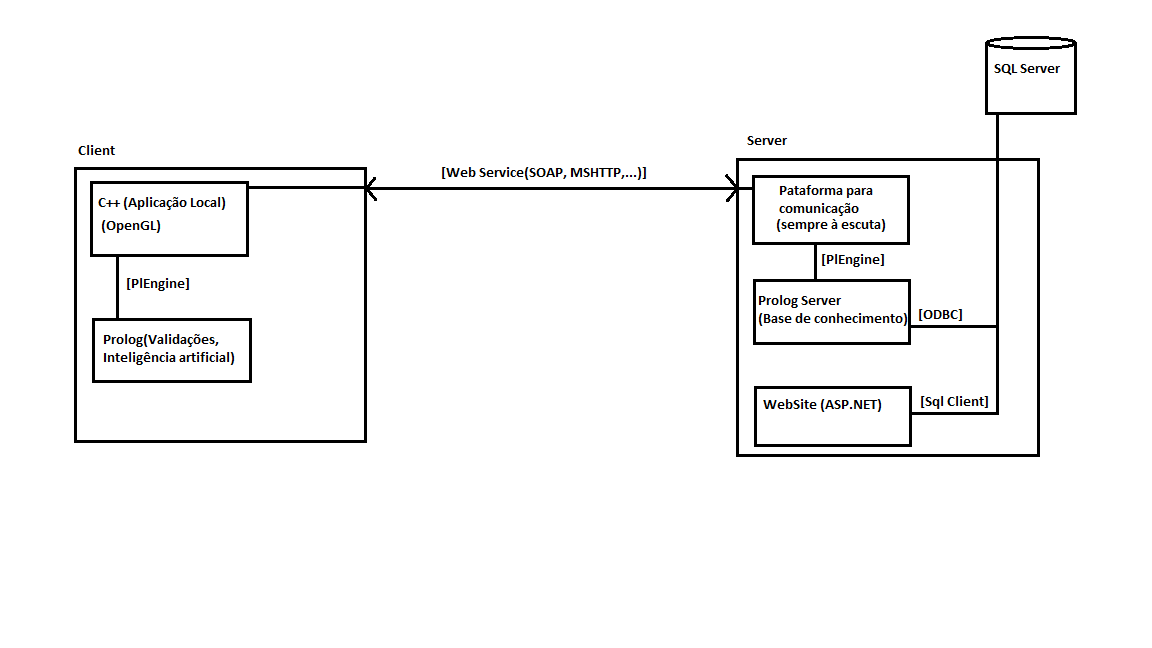 SQL Server
Client
Server
[Web Service(SOAP, MSHTTP,...)]
C++ (Aplicação Local)
(OpenGL)
Pataforma para
comunicação
(sempre à escuta)
[PlEngine]
[PlEngine]
Prolog Server
(Base de conhecimento)
[ODBC]
Prolog(Validações,
Inteligência artificial)
WebSite (ASP.NET)
[Sql Client]